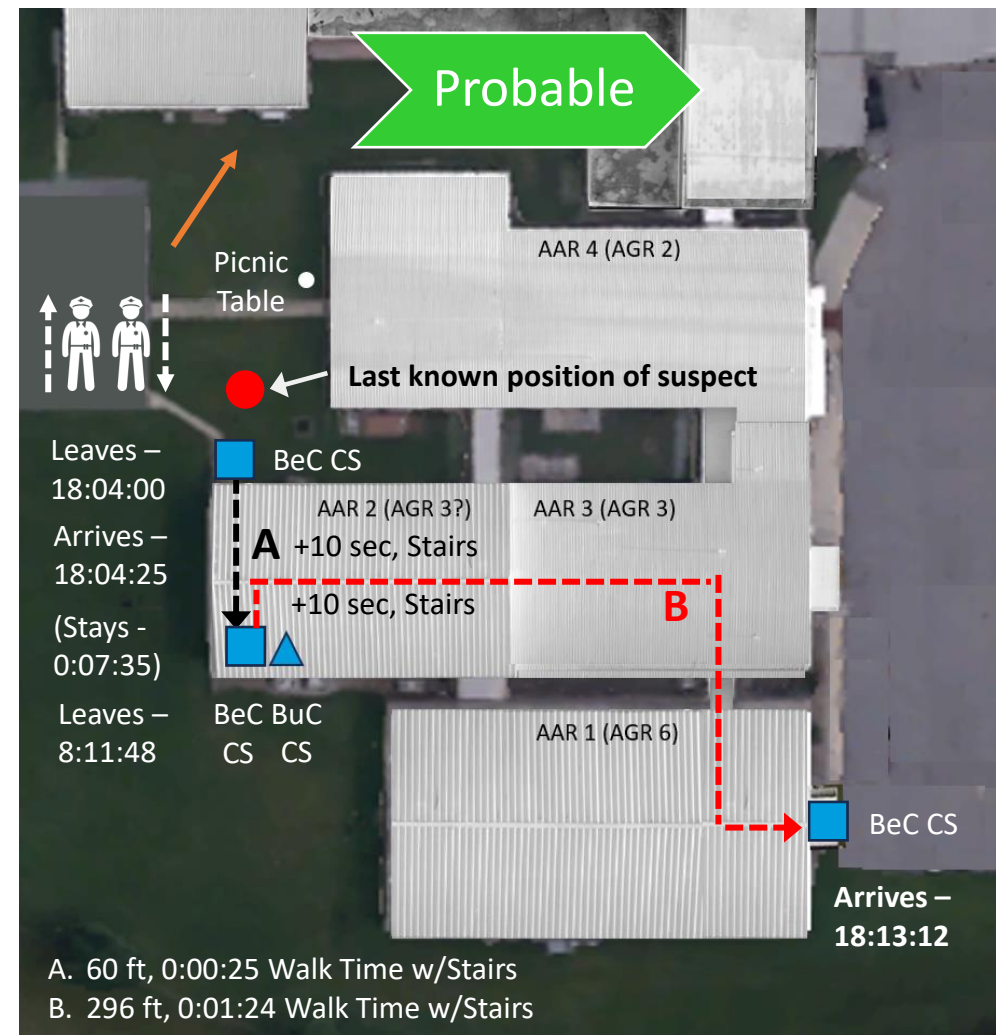 Probable
AAR 4 (AGR 2)
Picnic
Table
Last known position of suspect
Leaves –
18:04:00
BeC CS
AAR 2 (AGR 3?)
AAR 3 (AGR 3)
Arrives –
18:04:25
A
+10 sec, Stairs
+10 sec, Stairs
B
(Stays -
0:07:35)
Leaves –
8:11:48
BeC BuC
CS CS
AAR 1 (AGR 6)
BeC CS
Arrives –
18:13:12
A. 60 ft, 0:00:25 Walk Time w/Stairs
B. 296 ft, 0:01:24 Walk Time w/Stairs